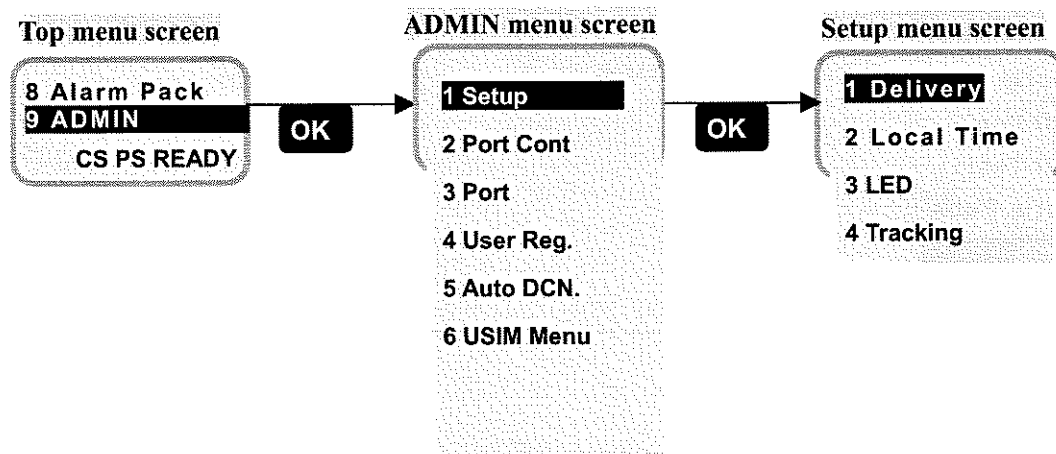 Top menu screen
8 Alarm Pack
9 ADMIN
CS PS READY
OK
ADMIN menu screen
1 Setup
2 Port Cont
3 Port
4 User Reg.
5 Auto DCN.
6 USIM Menu
OK
Setup menu screen
1 Delivery
2 Local Time
3 LED
4 Tracking